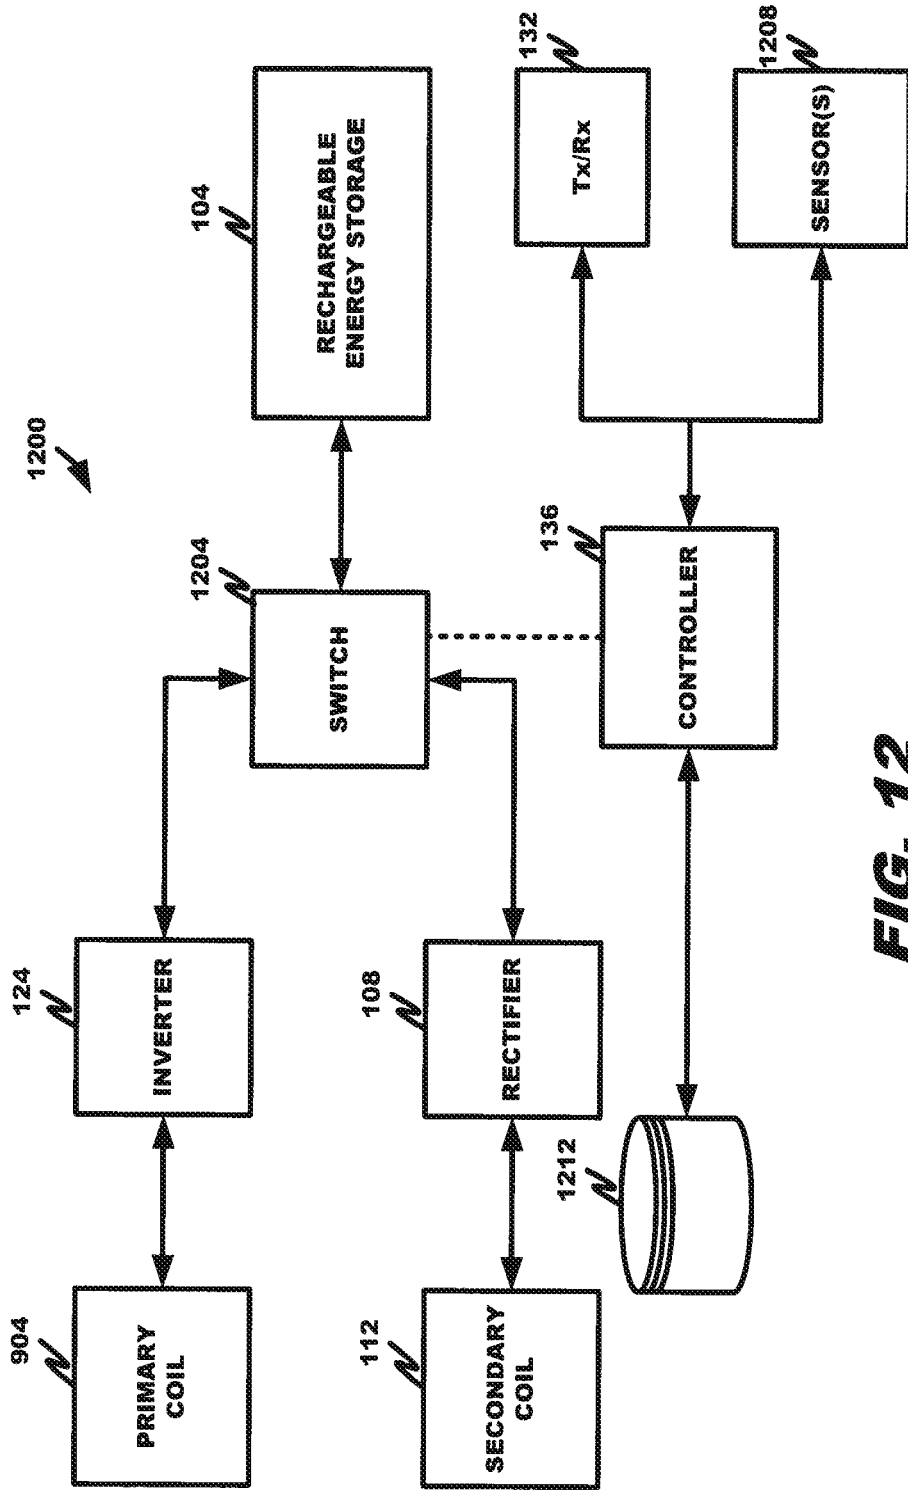 1200
904
PRIMARY
COIL
124
INVERTER
1204
SWITCH
104
RECHARGEABLE
ENERGY STORAGE
112
SECONDARY
COIL
108
RECTIFIER
1212
136
CONTROLLER
132
Tx/Rx
1208
SENSOR(S)
FIG. 12